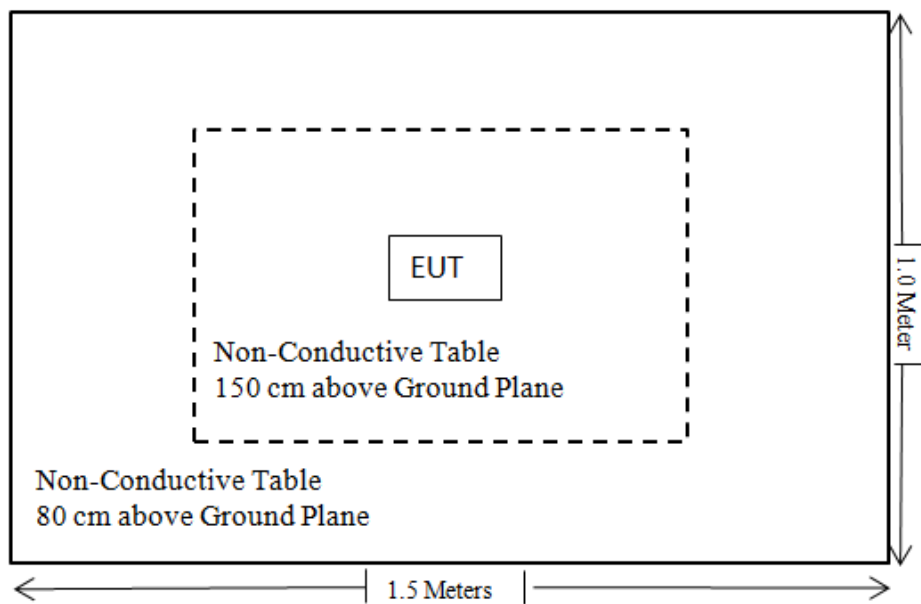 EUT
Non-Conductive Table
150 cm above Ground Plane
Non-Conductive Table
80 cm above Ground Plane
1.0 Meter
1.5 Meters